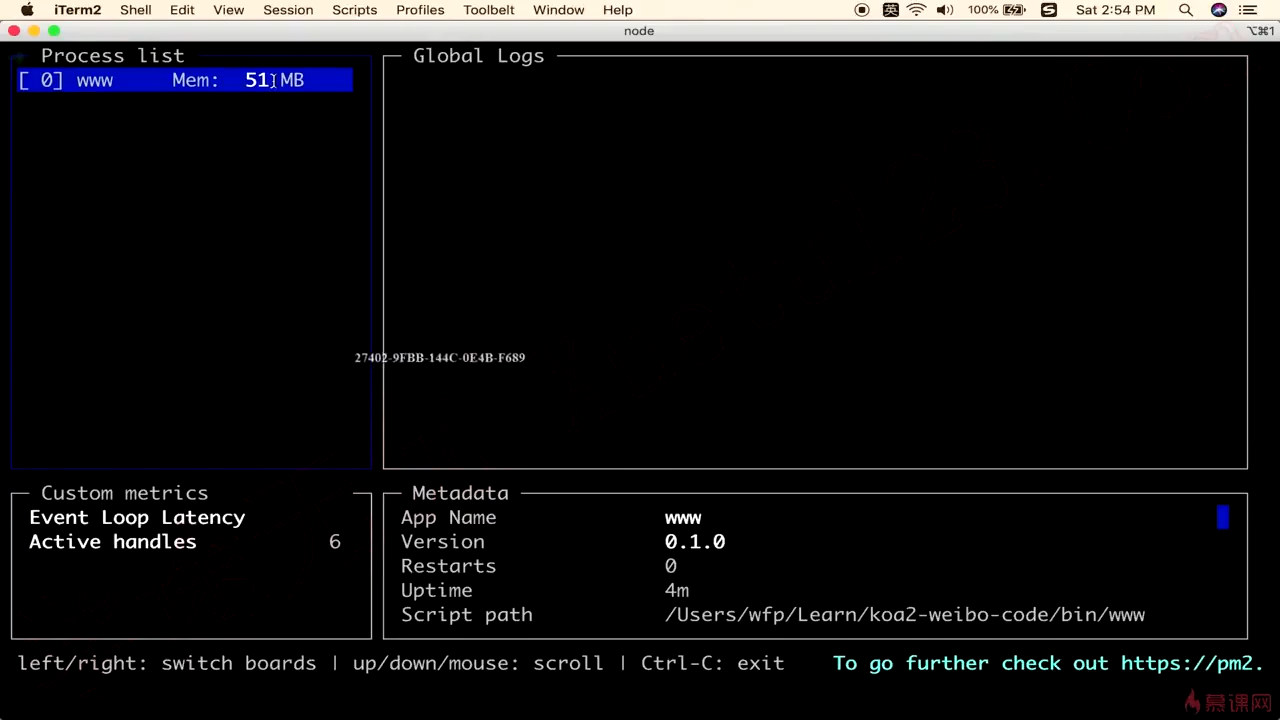 iTerm2 Shell Edit View Session Scripts Profiles Toolbelt Window Help 英 100% S Sat 2:54 PM
node ⌥⌘1
Process list
[ 0] www Mem: 51 MB
Global Logs
27402-9FBB-144C-0E4B-F689
Custom metrics
Event Loop Latency
Active handles 6
Metadata
App Name www
Version 0.1.0
Restarts 0
Uptime 4m
Script path /Users/wfp/Learn/koa2-weibo-code/bin/www
left/right: switch boards | up/down/mouse: scroll | Ctrl-C: exit To go further check out https://pm2.
慕课网